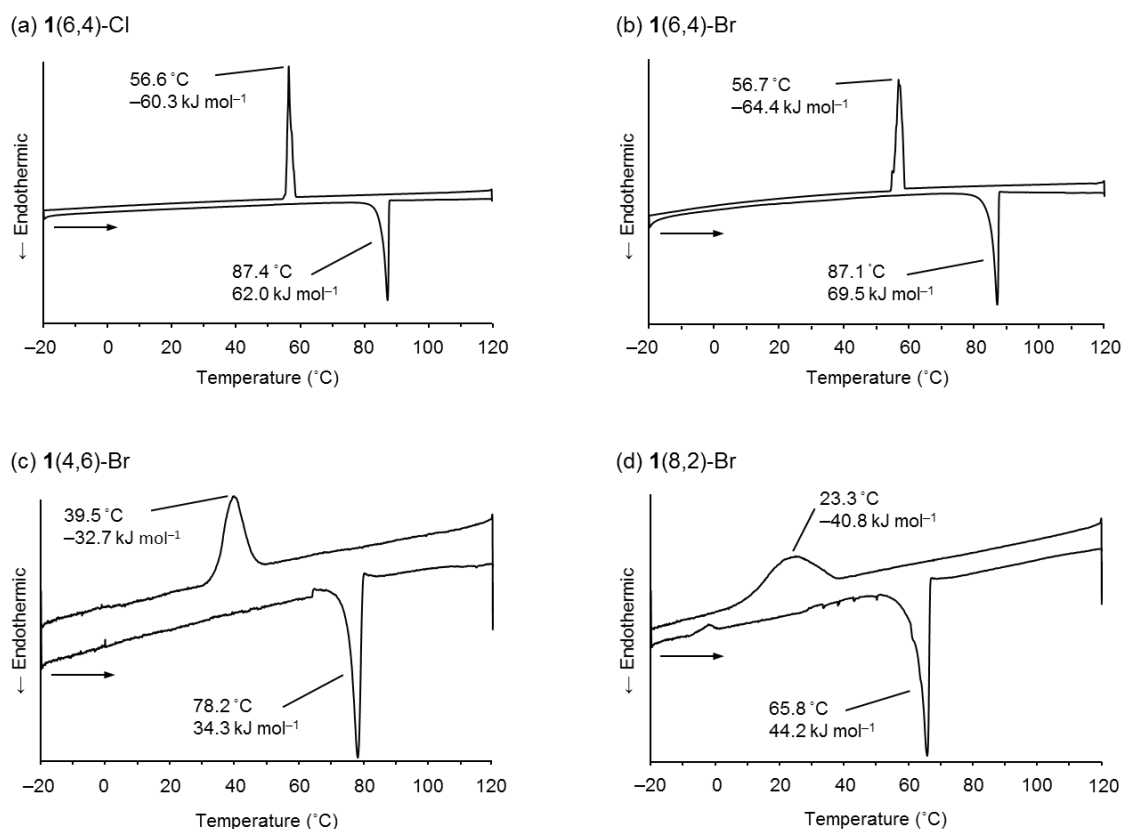 (a) 1(6,4)-Cl
56.6 °C
–60.3 kJ mol–1
← Endothermic
87.4 °C
62.0 kJ mol–1
–20 0 20 40 60 80 100 120
Temperature (°C)
(b) 1(6,4)-Br
56.7 °C
–64.4 kJ mol–1
← Endothermic
87.1 °C
69.5 kJ mol–1
–20 0 20 40 60 80 100 120
Temperature (°C)
(c) 1(4,6)-Br
39.5 °C
–32.7 kJ mol–1
← Endothermic
78.2 °C
34.3 kJ mol–1
–20 0 20 40 60 80 100 120
Temperature (°C)
(d) 1(8,2)-Br
23.3 °C
–40.8 kJ mol–1
← Endothermic
65.8 °C
44.2 kJ mol–1
–20 0 20 40 60 80 100 120
Temperature (°C)